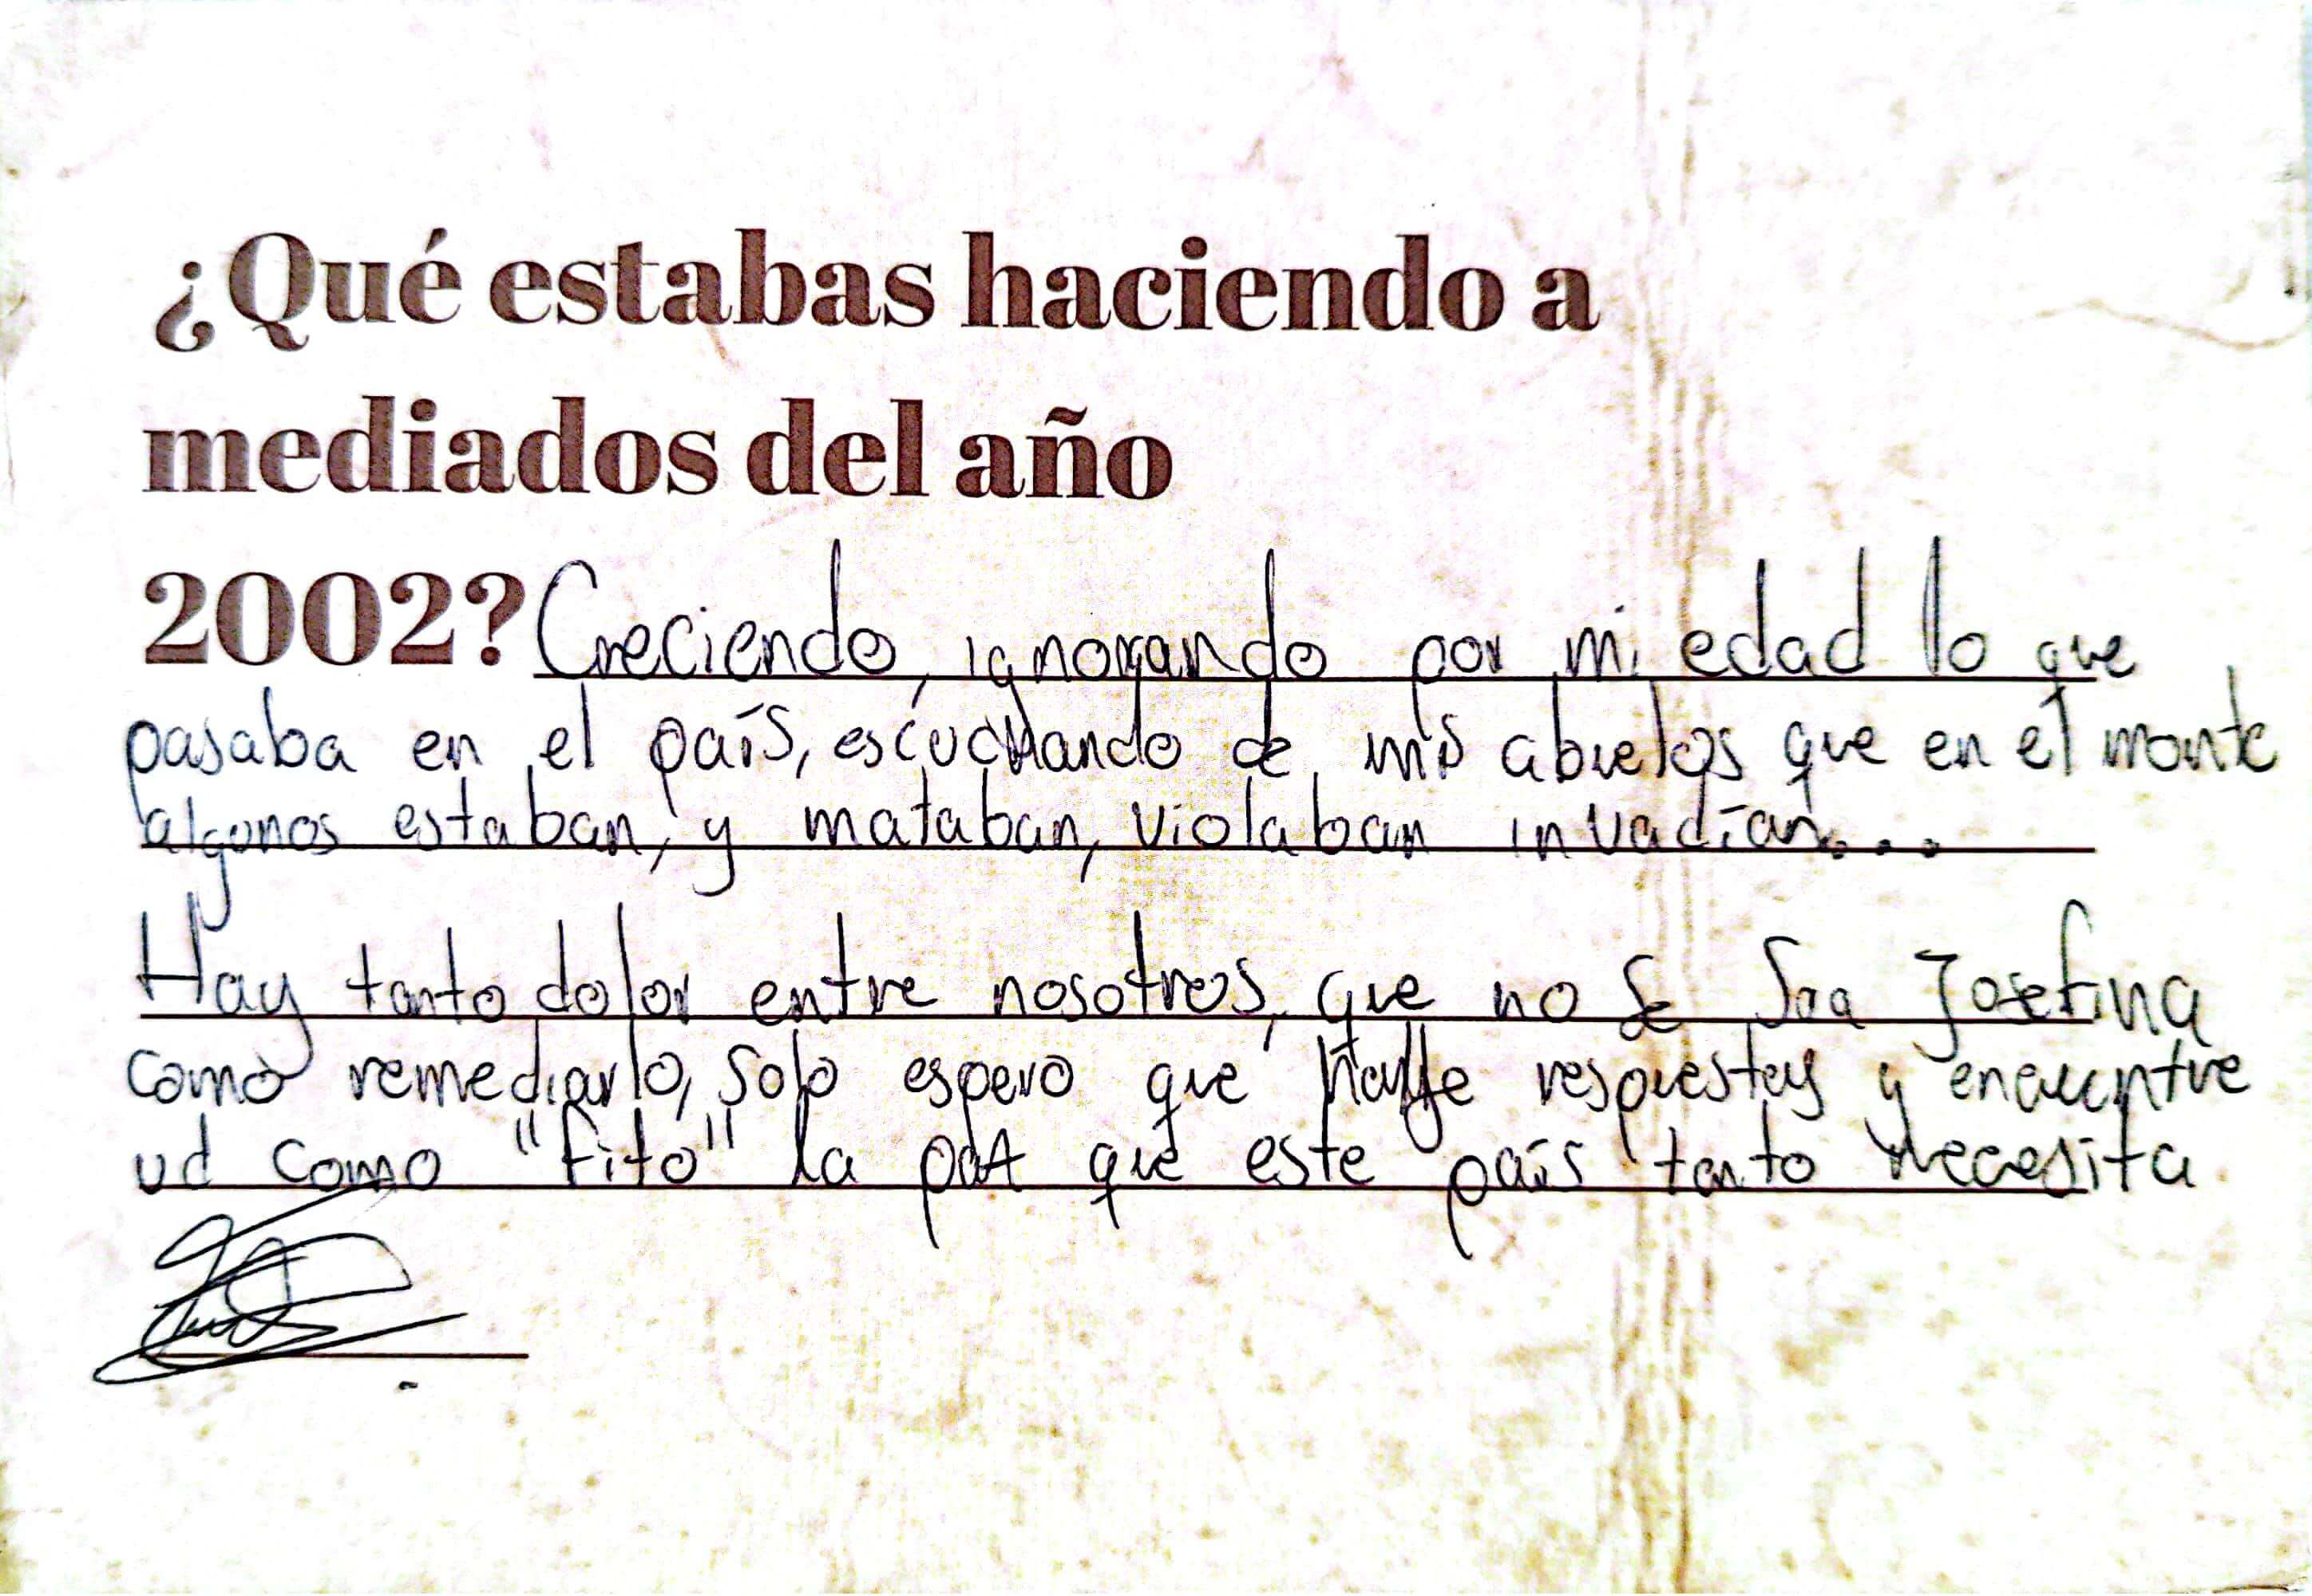 ¿Qué estabas haciendo a
mediados del año
2002? Creciendo, ignorando por mi edad lo que
pasaba en el país, escuchando de mis abuelos que en el monte
algunos estaban, y mataban, violaban invadían...
Hay tanto dolor entre nosotros, que no se Sra Josefina
como remediarlo, solo espero que halle respuestas y encuentre
ud como "Fito" la paz que este país tanto necesita.